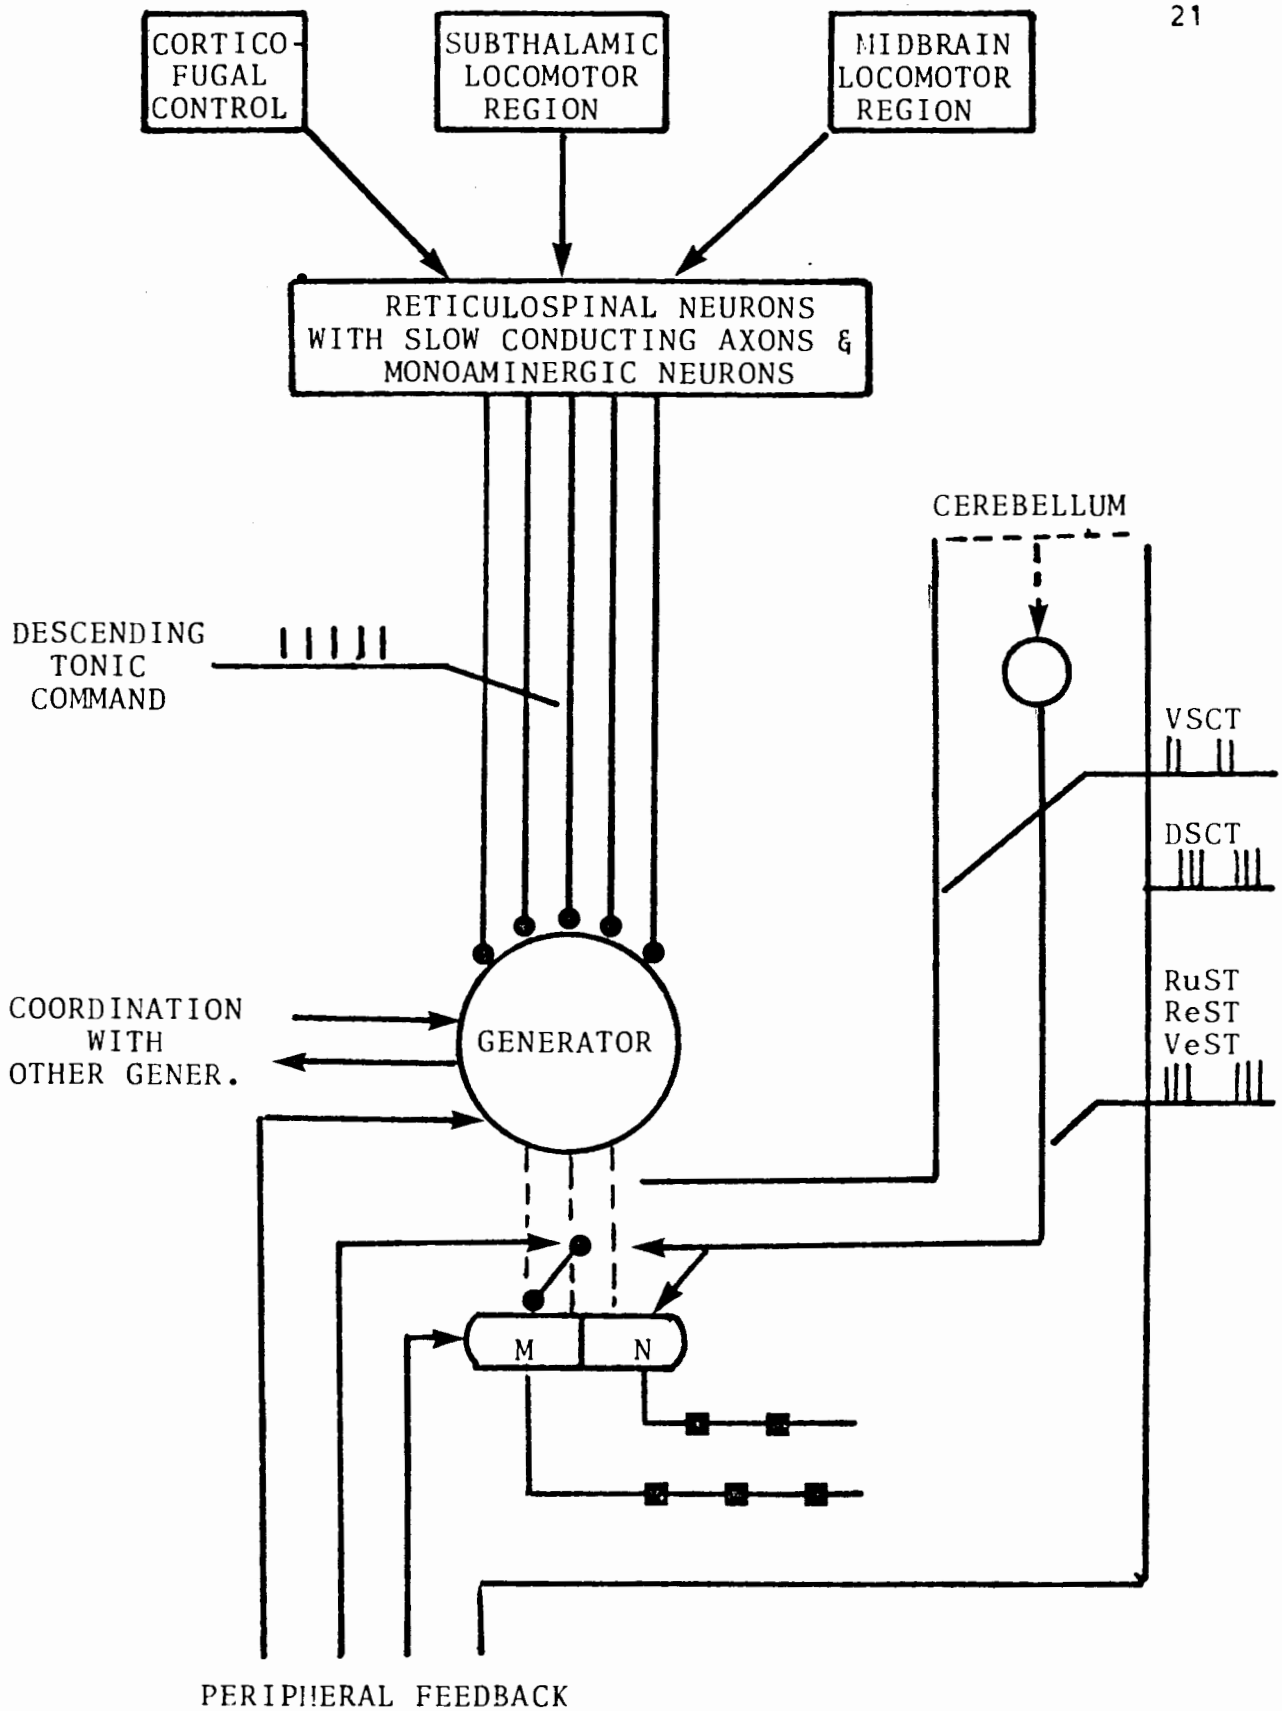 21
CORTICO-
FUGAL
CONTROL
SUBTHALAMIC
LOCOMOTOR
REGION
MIDBRAIN
LOCOMOTOR
REGION
RETICULOSPINAL NEURONS
WITH SLOW CONDUCTING AXONS &
MONOAMINERGIC NEURONS
CEREBELLUM
DESCENDING
TONIC
COMMAND
VSCT
DSCT
RuST
ReST
VeST
COORDINATION
WITH
OTHER GENER.
GENERATOR
M
N
PERIPHERAL FEEDBACK